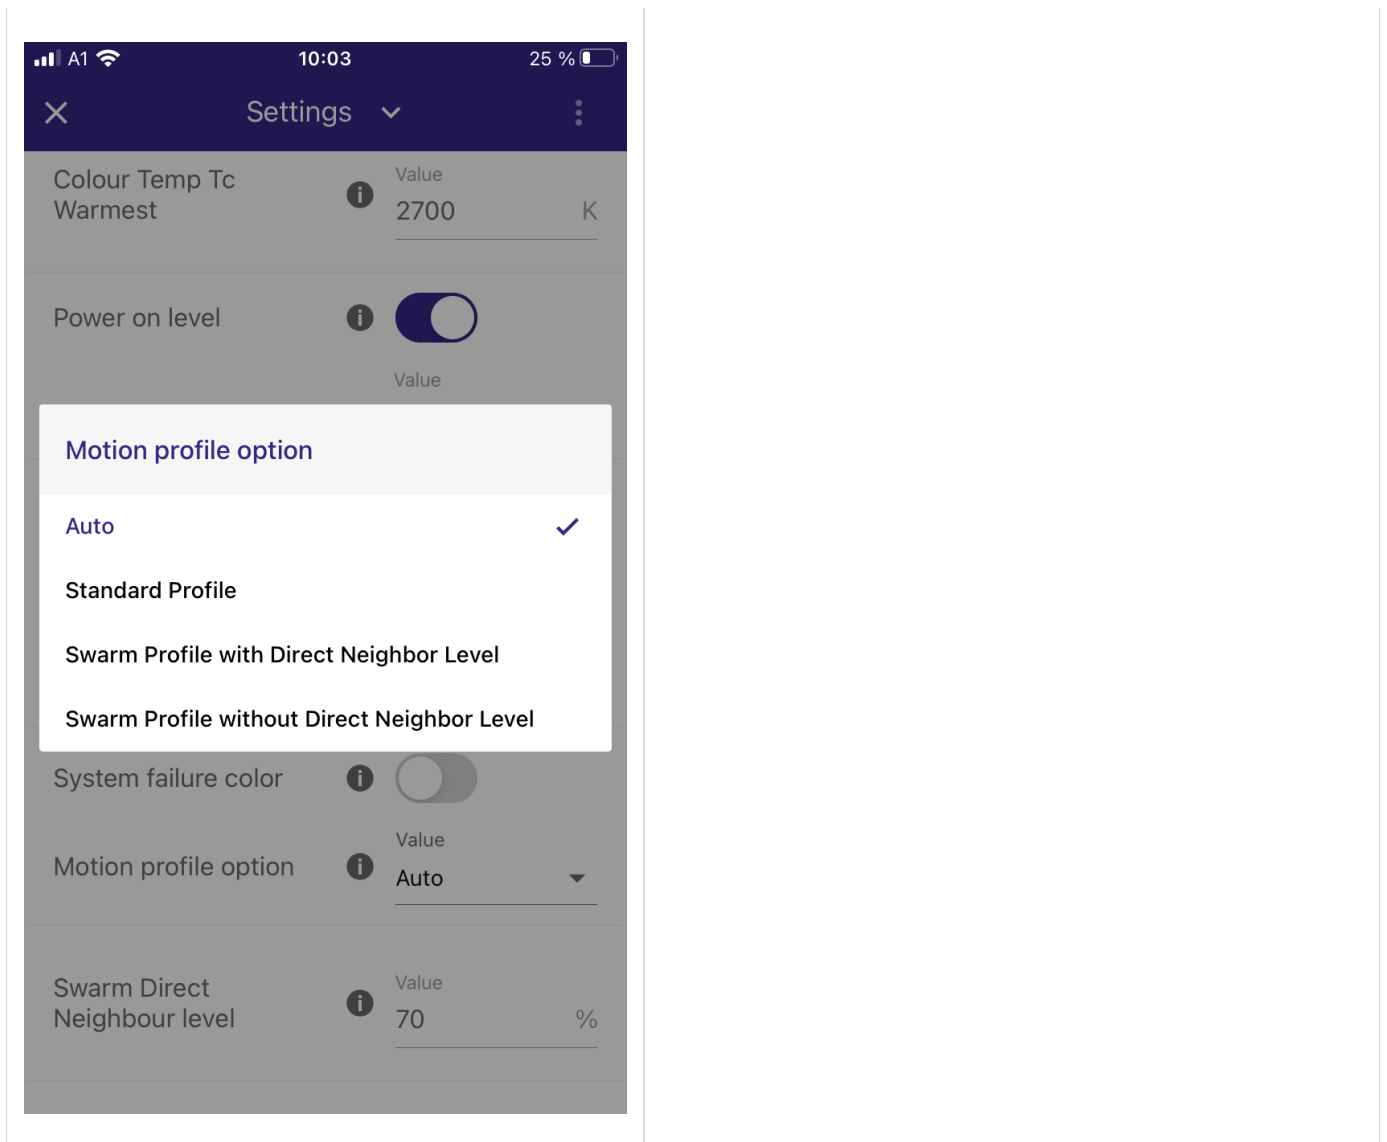 A1 10:03 25 %
Settings
Colour Temp Tc
Warmest
Value
2700 K
Power on level
Value
Motion profile option
Auto
Standard Profile
Swarm Profile with Direct Neighbor Level
Swarm Profile without Direct Neighbor Level
System failure color
Motion profile option
Value
Auto
Swarm Direct
Neighbour level
Value
70 %